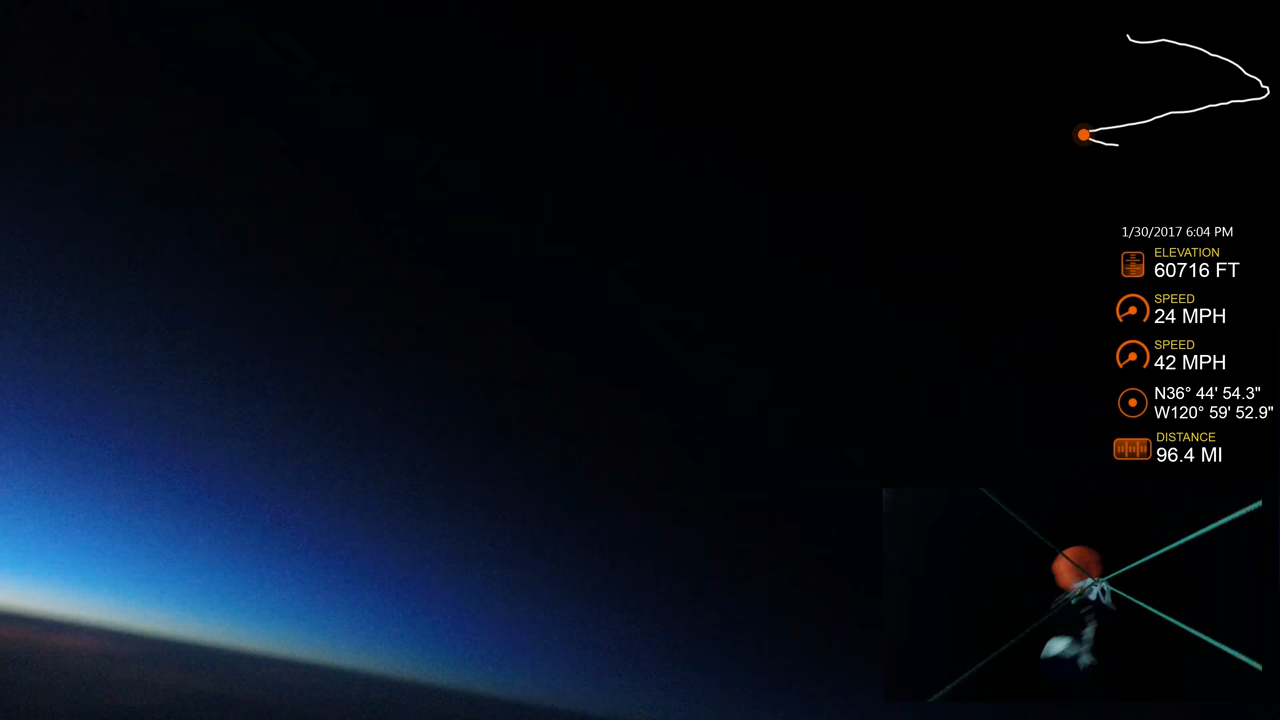 1/30/2017 6:04 PM
ELEVATION
60716 FT
SPEED
24 MPH
SPEED
42 MPH
N36° 44' 54.3"
W120° 59' 52.9"
DISTANCE
96.4 MI